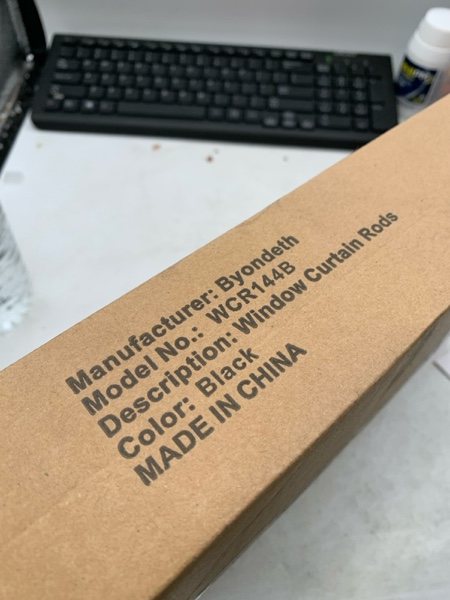 Manufacturer: Byondeth
Model No.: WCR144B
Description: Window Curtain Rods
Color: Black
MADE IN CHINA